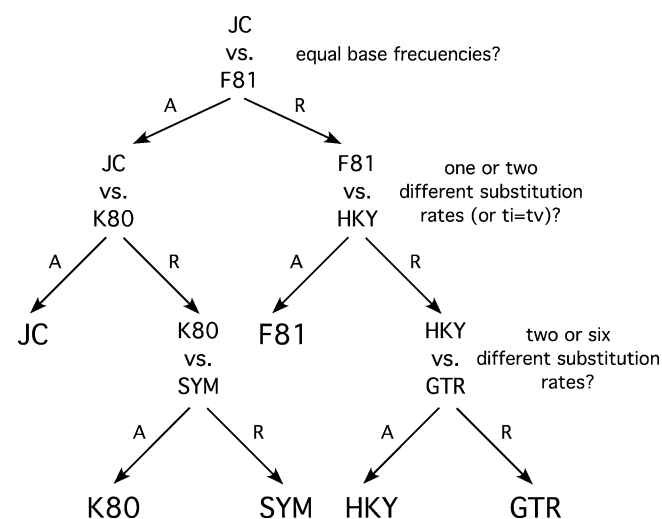 JC
vs.
F81
equal base frecuencies?
A
R
JC
vs.
K80
F81
vs.
HKY
one or two
different substitution
rates (or ti=tv)?
A
R
A
R
JC
K80
vs.
SYM
F81
HKY
vs.
GTR
two or six
different substitution
rates?
A
R
A
R
K80
SYM
HKY
GTR